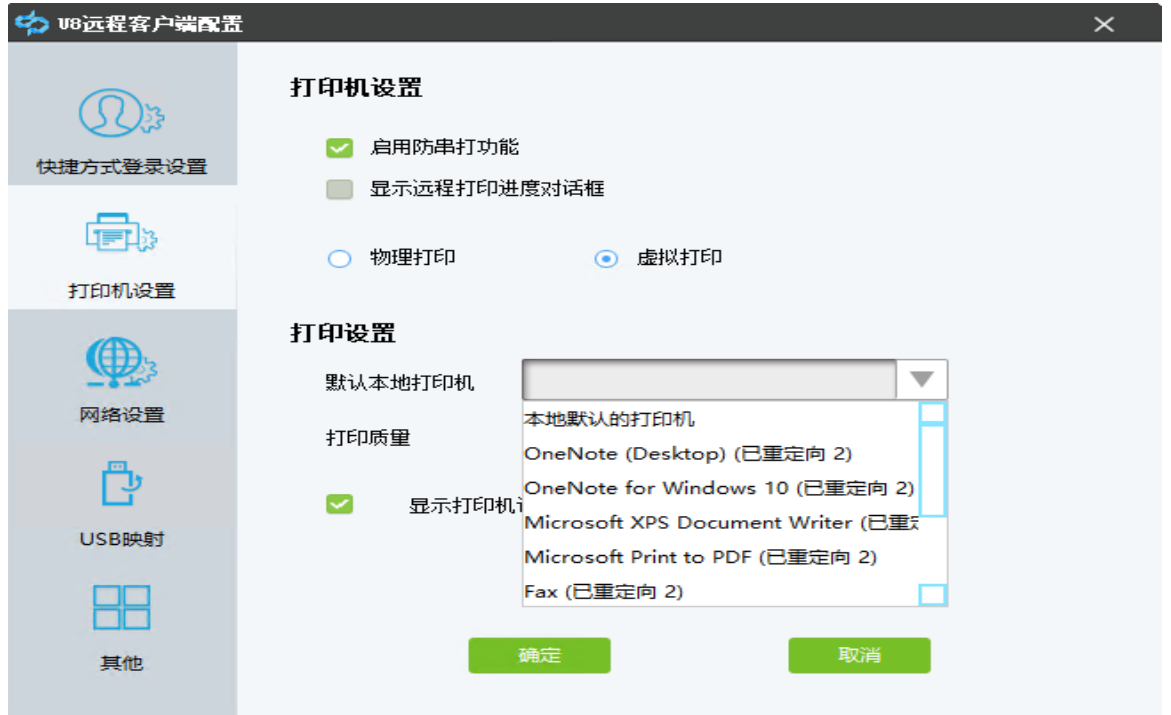 V8远程客户端配置
快捷方式登录设置
打印机设置
网络设置
USB映射
其他
打印机设置
启用防串打功能
显示远程打印进度对话框
物理打印 虚拟打印
打印设置
默认本地打印机
本地默认的打印机
打印质量
OneNote (Desktop) (已重定向 2)
OneNote for Windows 10 (已重定向 2)
显示打印机
Microsoft XPS Document Writer (已重
Microsoft Print to PDF (已重定向 2)
Fax (已重定向 2)
确定 取消